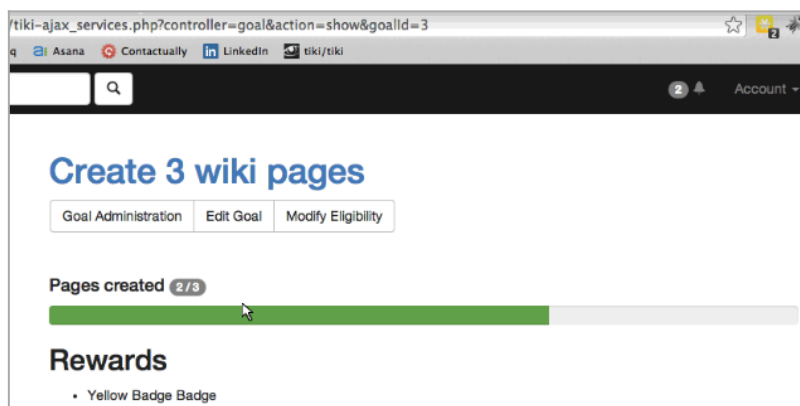 /tiki-ajax_services.php?controller=goal&action=show&goalId=3
q Asana Contactually LinkedIn tiki/tiki
2 Account
Create 3 wiki pages
Goal Administration Edit Goal Modify Eligibility
Pages created 2/3
Rewards
• Yellow Badge Badge